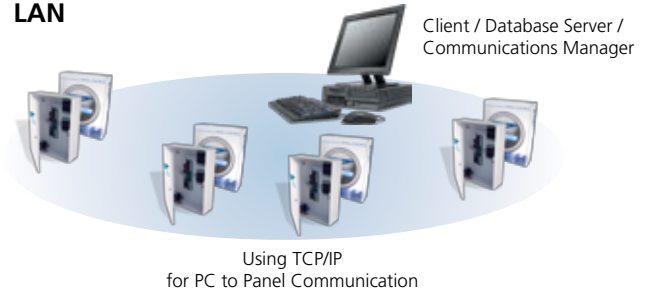 LAN
Client / Database Server /
Communications Manager
Using TCP/IP
for PC to Panel Communication